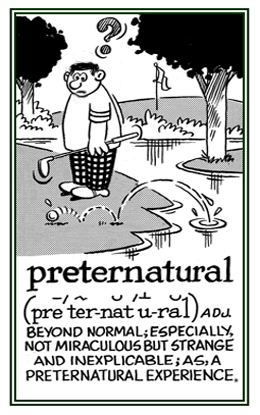 ?
preternatural
(pre ter-nat u-ral) ADJ.
BEYOND NORMAL; ESPECIALLY,
NOT MIRACULOUS BUT STRANGE
AND INEXPLICABLE; AS, A
PRETERNATURAL EXPERIENCE.